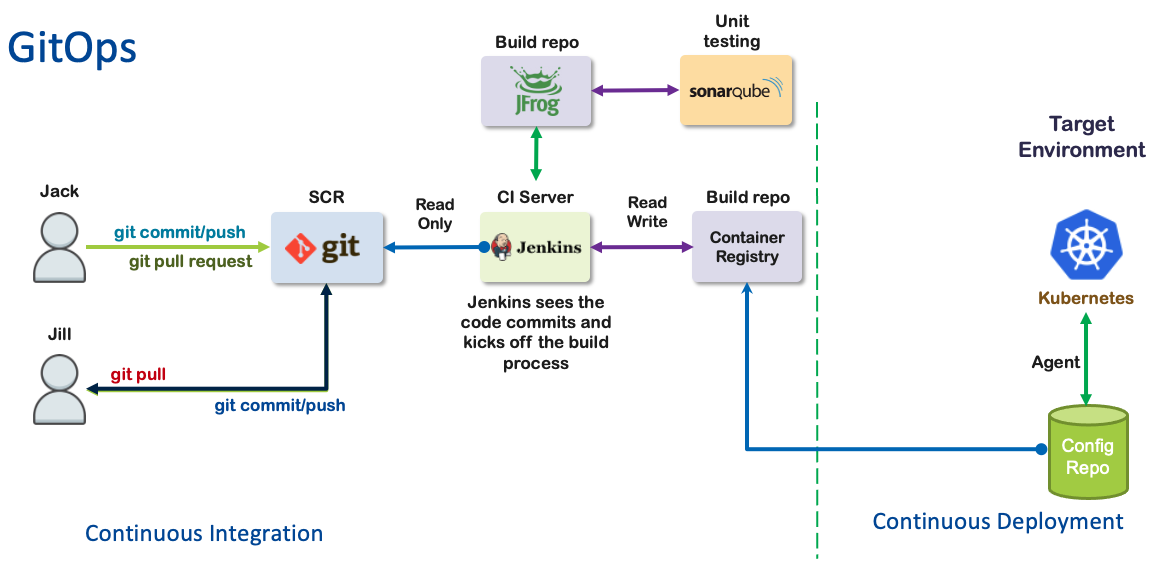 GitOps
Build repo
JFrog
Unit
testing
sonarqube
Target
Environment
Jack
git commit/push
git pull request
SCR
git
Read
Only
CI Server
Jenkins
Jenkins sees the
code commits and
kicks off the build
process
Read
Write
Build repo
Container
Registry
Kubernetes
Agent
Config
Repo
Jill
git pull
git commit/push
Continuous Integration
Continuous Deployment